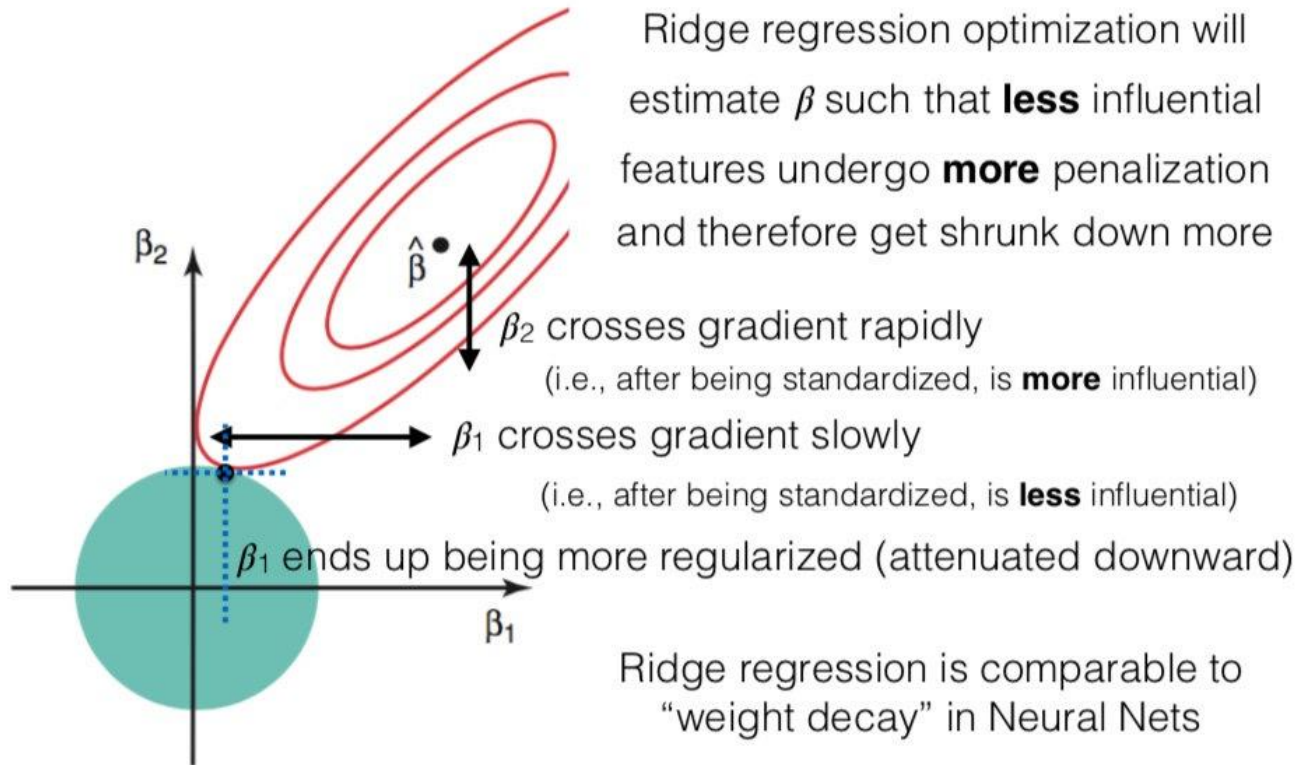 Ridge regression optimization will
estimate β such that less influential
features undergo more penalization
and therefore get shrunk down more
β₂
β̂
β₂ crosses gradient rapidly
(i.e., after being standardized, is more influential)
β₁ crosses gradient slowly
(i.e., after being standardized, is less influential)
β₁ ends up being more regularized (attenuated downward)
β₁
Ridge regression is comparable to
“weight decay” in Neural Nets